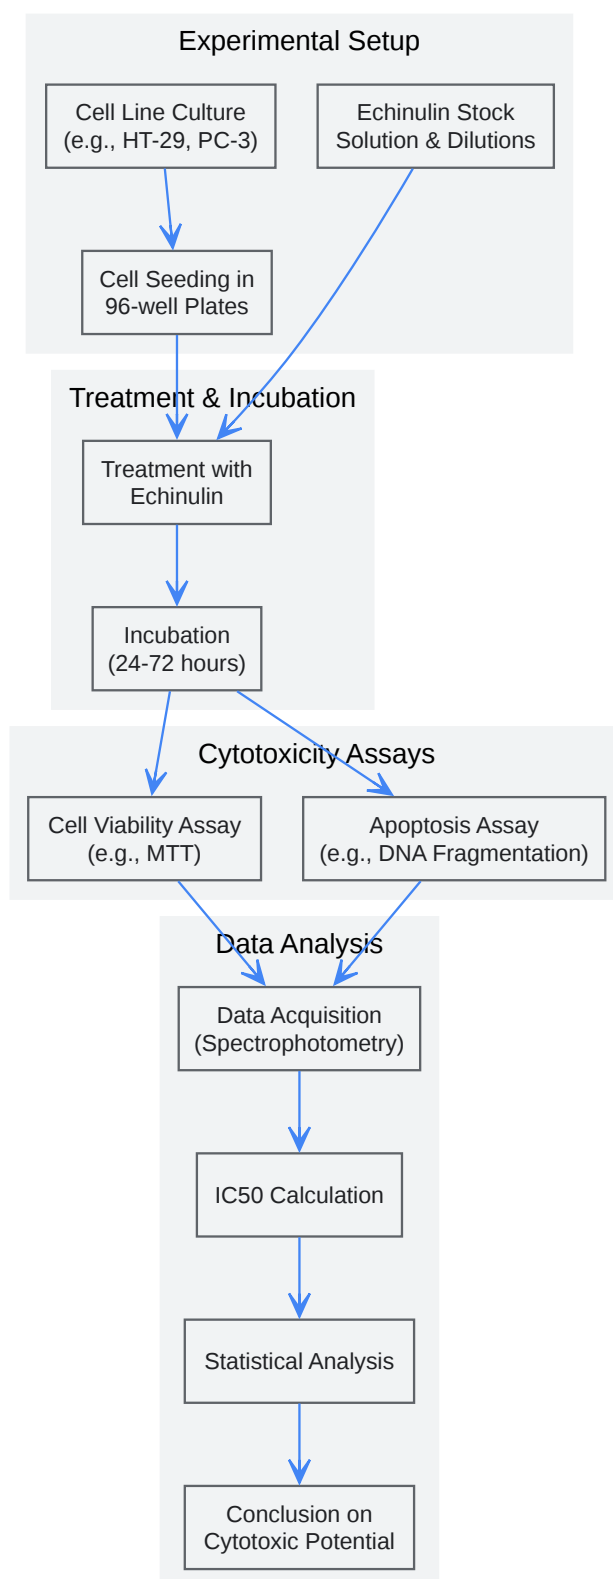 Experimental Setup
Cell Line Culture
(e.g., HT-29, PC-3)
Echinulin Stock
Solution & Dilutions
Cell Seeding in
96-well Plates
Treatment & Incubation
Treatment with
Echinulin
Incubation
(24-72 hours)
Cytotoxicity Assays
Cell Viability Assay
(e.g., MTT)
Apoptosis Assay
(e.g., DNA Fragmentation)
Data Analysis
Data Acquisition
(Spectrophotometry)
IC50 Calculation
Statistical Analysis
Conclusion on
Cytotoxic Potential